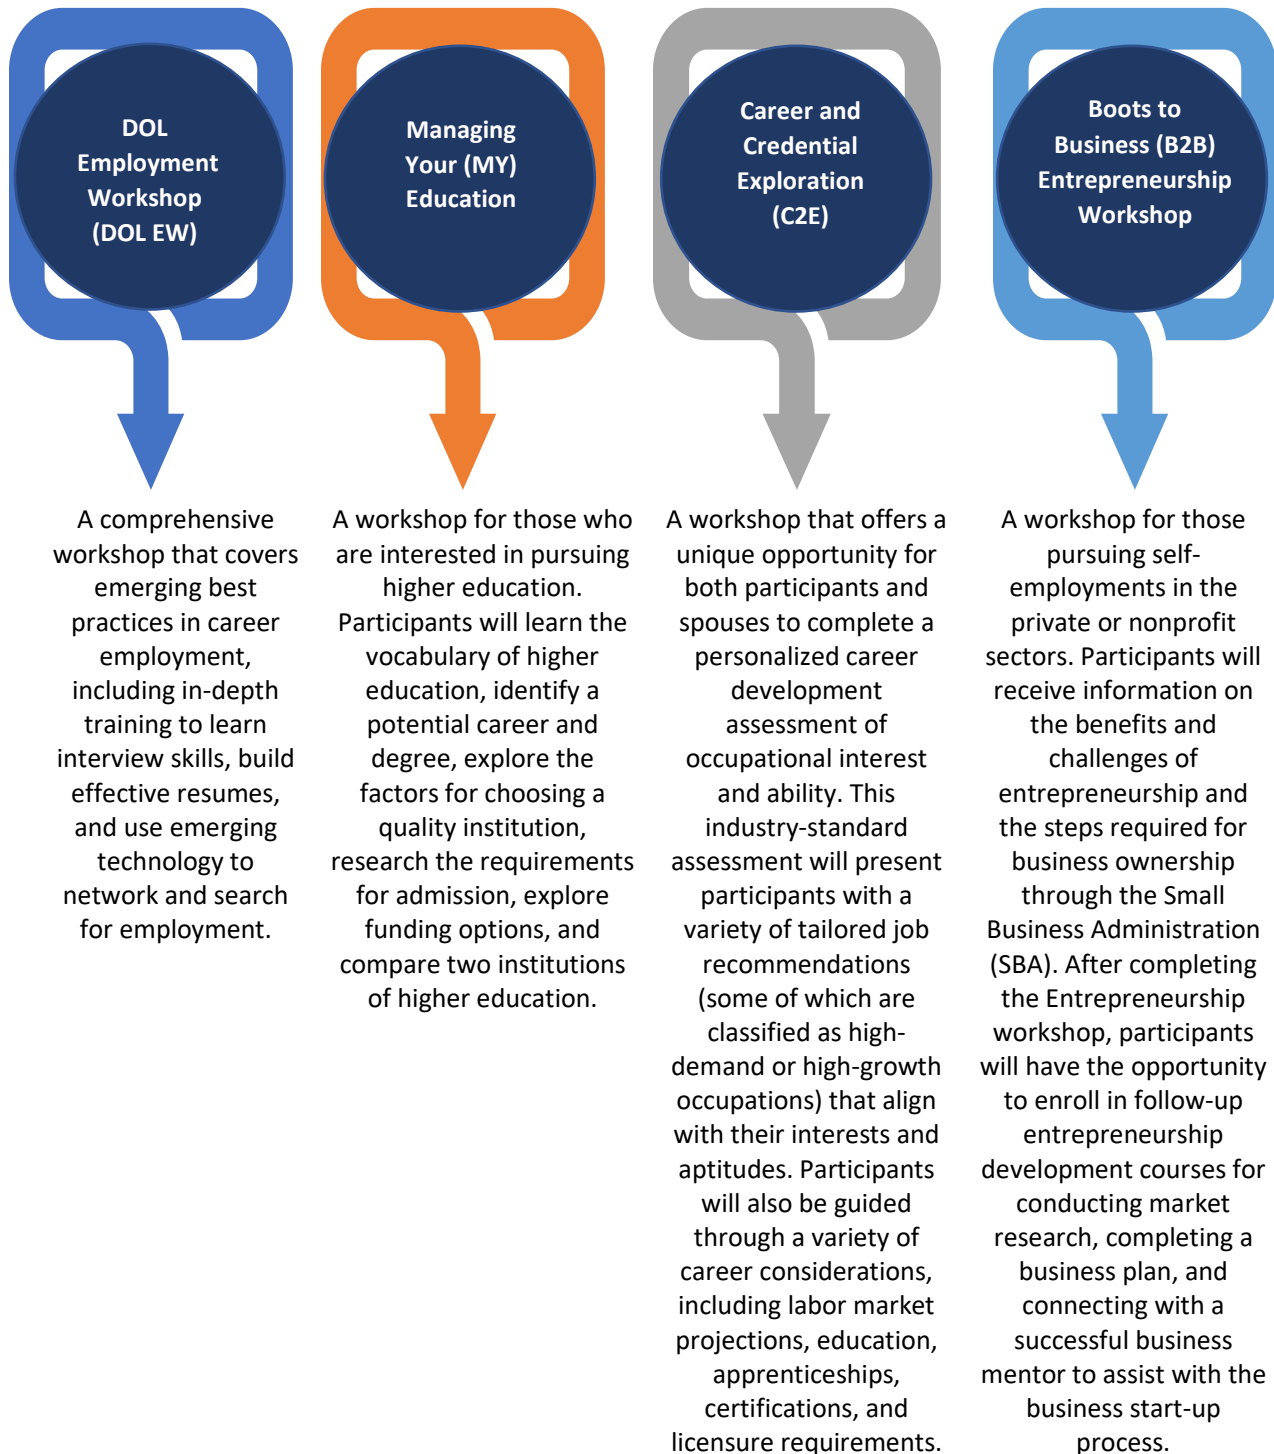 DOL
Employment
Workshop
(DOL EW)
A comprehensive
workshop that covers
emerging best
practices in career
employment,
including in-depth
training to learn
interview skills, build
effective resumes,
and use emerging
technology to
network and search
for employment.
Managing
Your (MY)
Education
A workshop for those who
are interested in pursuing
higher education.
Participants will learn the
vocabulary of higher
education, identify a
potential career and
degree, explore the
factors for choosing a
quality institution,
research the requirements
for admission, explore
funding options, and
compare two institutions
of higher education.
Career and
Credential
Exploration
(C2E)
A workshop that offers a
unique opportunity for
both participants and
spouses to complete a
personalized career
development
assessment of
occupational interest
and ability. This
industry-standard
assessment will present
participants with a
variety of tailored job
recommendations
(some of which are
classified as high-
demand or high-growth
occupations) that align
with their interests and
aptitudes. Participants
will also be guided
through a variety of
career considerations,
including labor market
projections, education,
apprenticeships,
certifications, and
licensure requirements.
Boots to
Business (B2B)
Entrepreneurship
Workshop
A workshop for those
pursuing self-
employments in the
private or nonprofit
sectors. Participants will
receive information on
the benefits and
challenges of
entrepreneurship and
the steps required for
business ownership
through the Small
Business Administration
(SBA). After completing
the Entrepreneurship
workshop, participants
will have the opportunity
to enroll in follow-up
entrepreneurship
development courses for
conducting market
research, completing a
business plan, and
connecting with a
successful business
mentor to assist with the
business start-up
process.